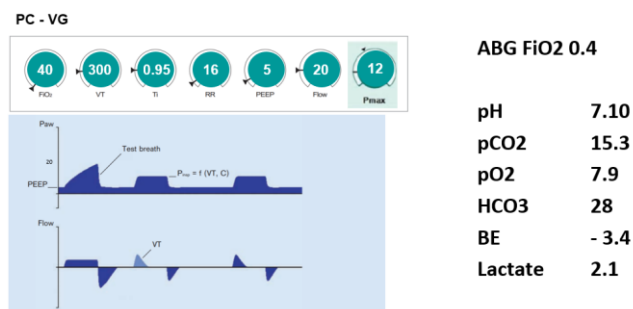 PC - VG
40 300 0.95 16 5 20 12
FiO₂ VT Ti RR PEEP Flow Pmax
Paw
Test breath
20
PEEP
Pinsp = f (VT, C)
Flow
VT
ABG FiO2 0.4
pH 7.10
pCO2 15.3
pO2 7.9
HCO3 28
BE - 3.4
Lactate 2.1